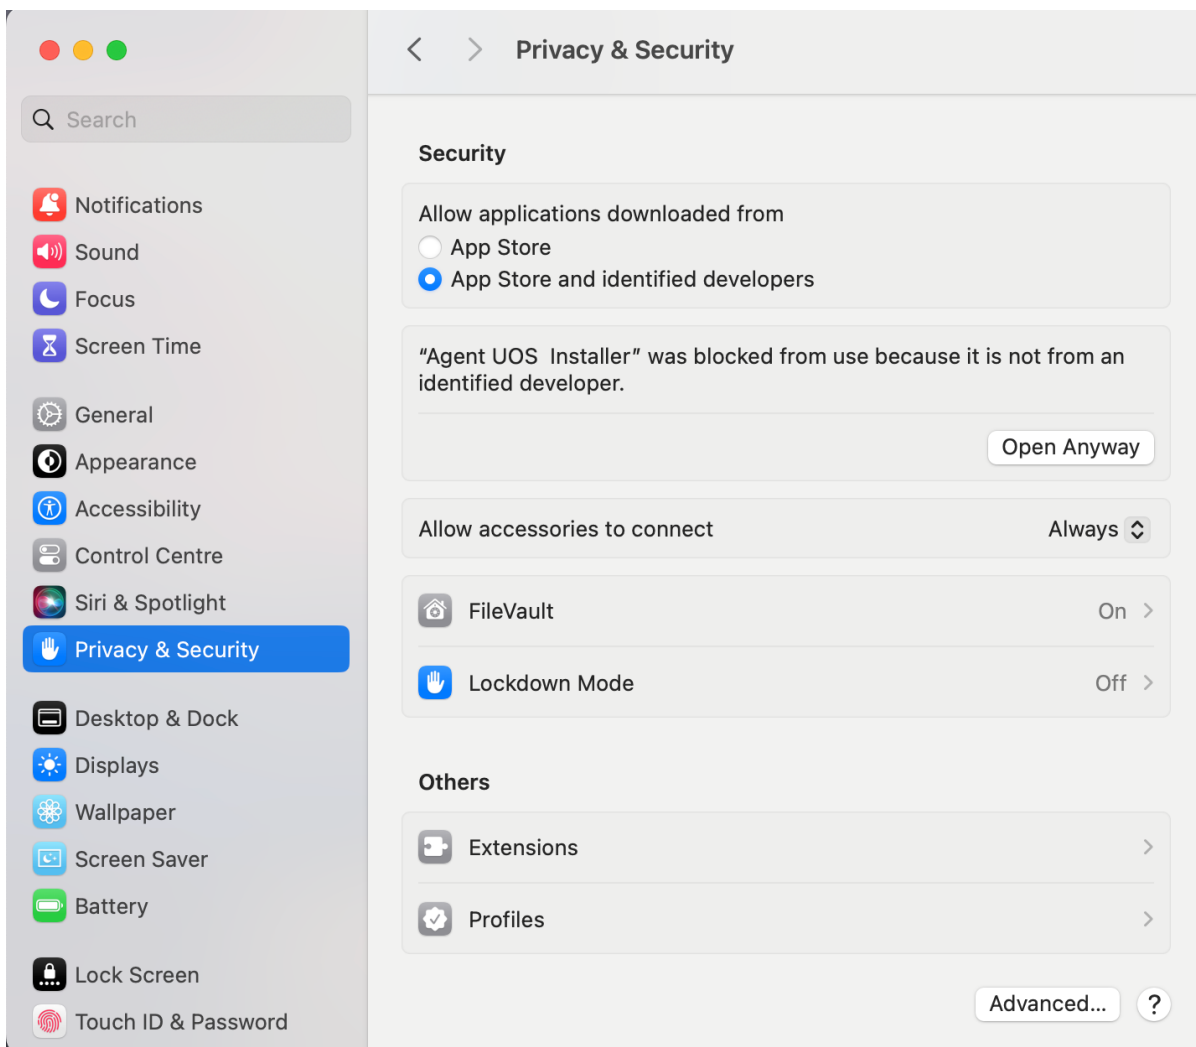 Search
Notifications
Sound
Focus
Screen Time
General
Appearance
Accessibility
Control Centre
Siri & Spotlight
Privacy & Security
Desktop & Dock
Displays
Wallpaper
Screen Saver
Battery
Lock Screen
Touch ID & Password
Privacy & Security
Security
Allow applications downloaded from
App Store
App Store and identified developers
“Agent UOS  Installer” was blocked from use because it is not from an
identified developer.
Open Anyway
Allow accessories to connect Always
FileVault On
Lockdown Mode Off
Others
Extensions
Profiles
Advanced... ?